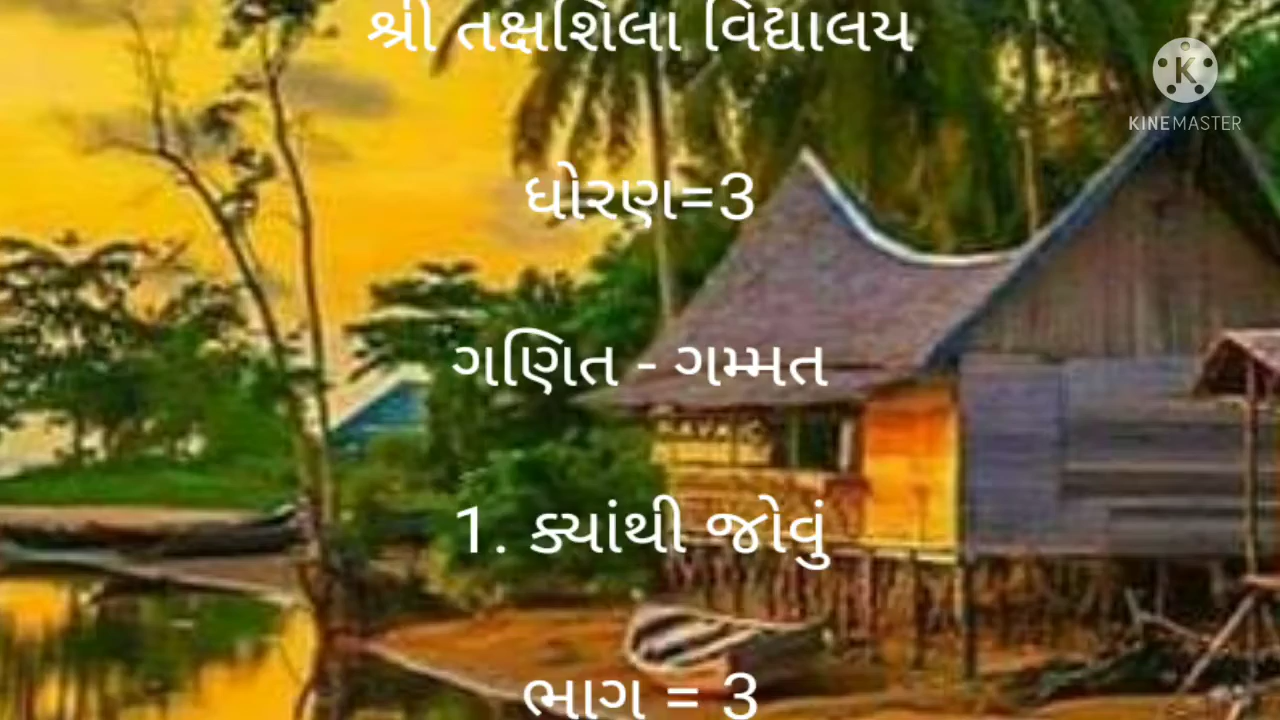 શ્રી તક્ષશિલા વિદ્યાલય
KINEMASTER
ધોરણ=3
ગણિત - ગમ્મત
1. ક્યાંથી જોવું
ભાગ = 3